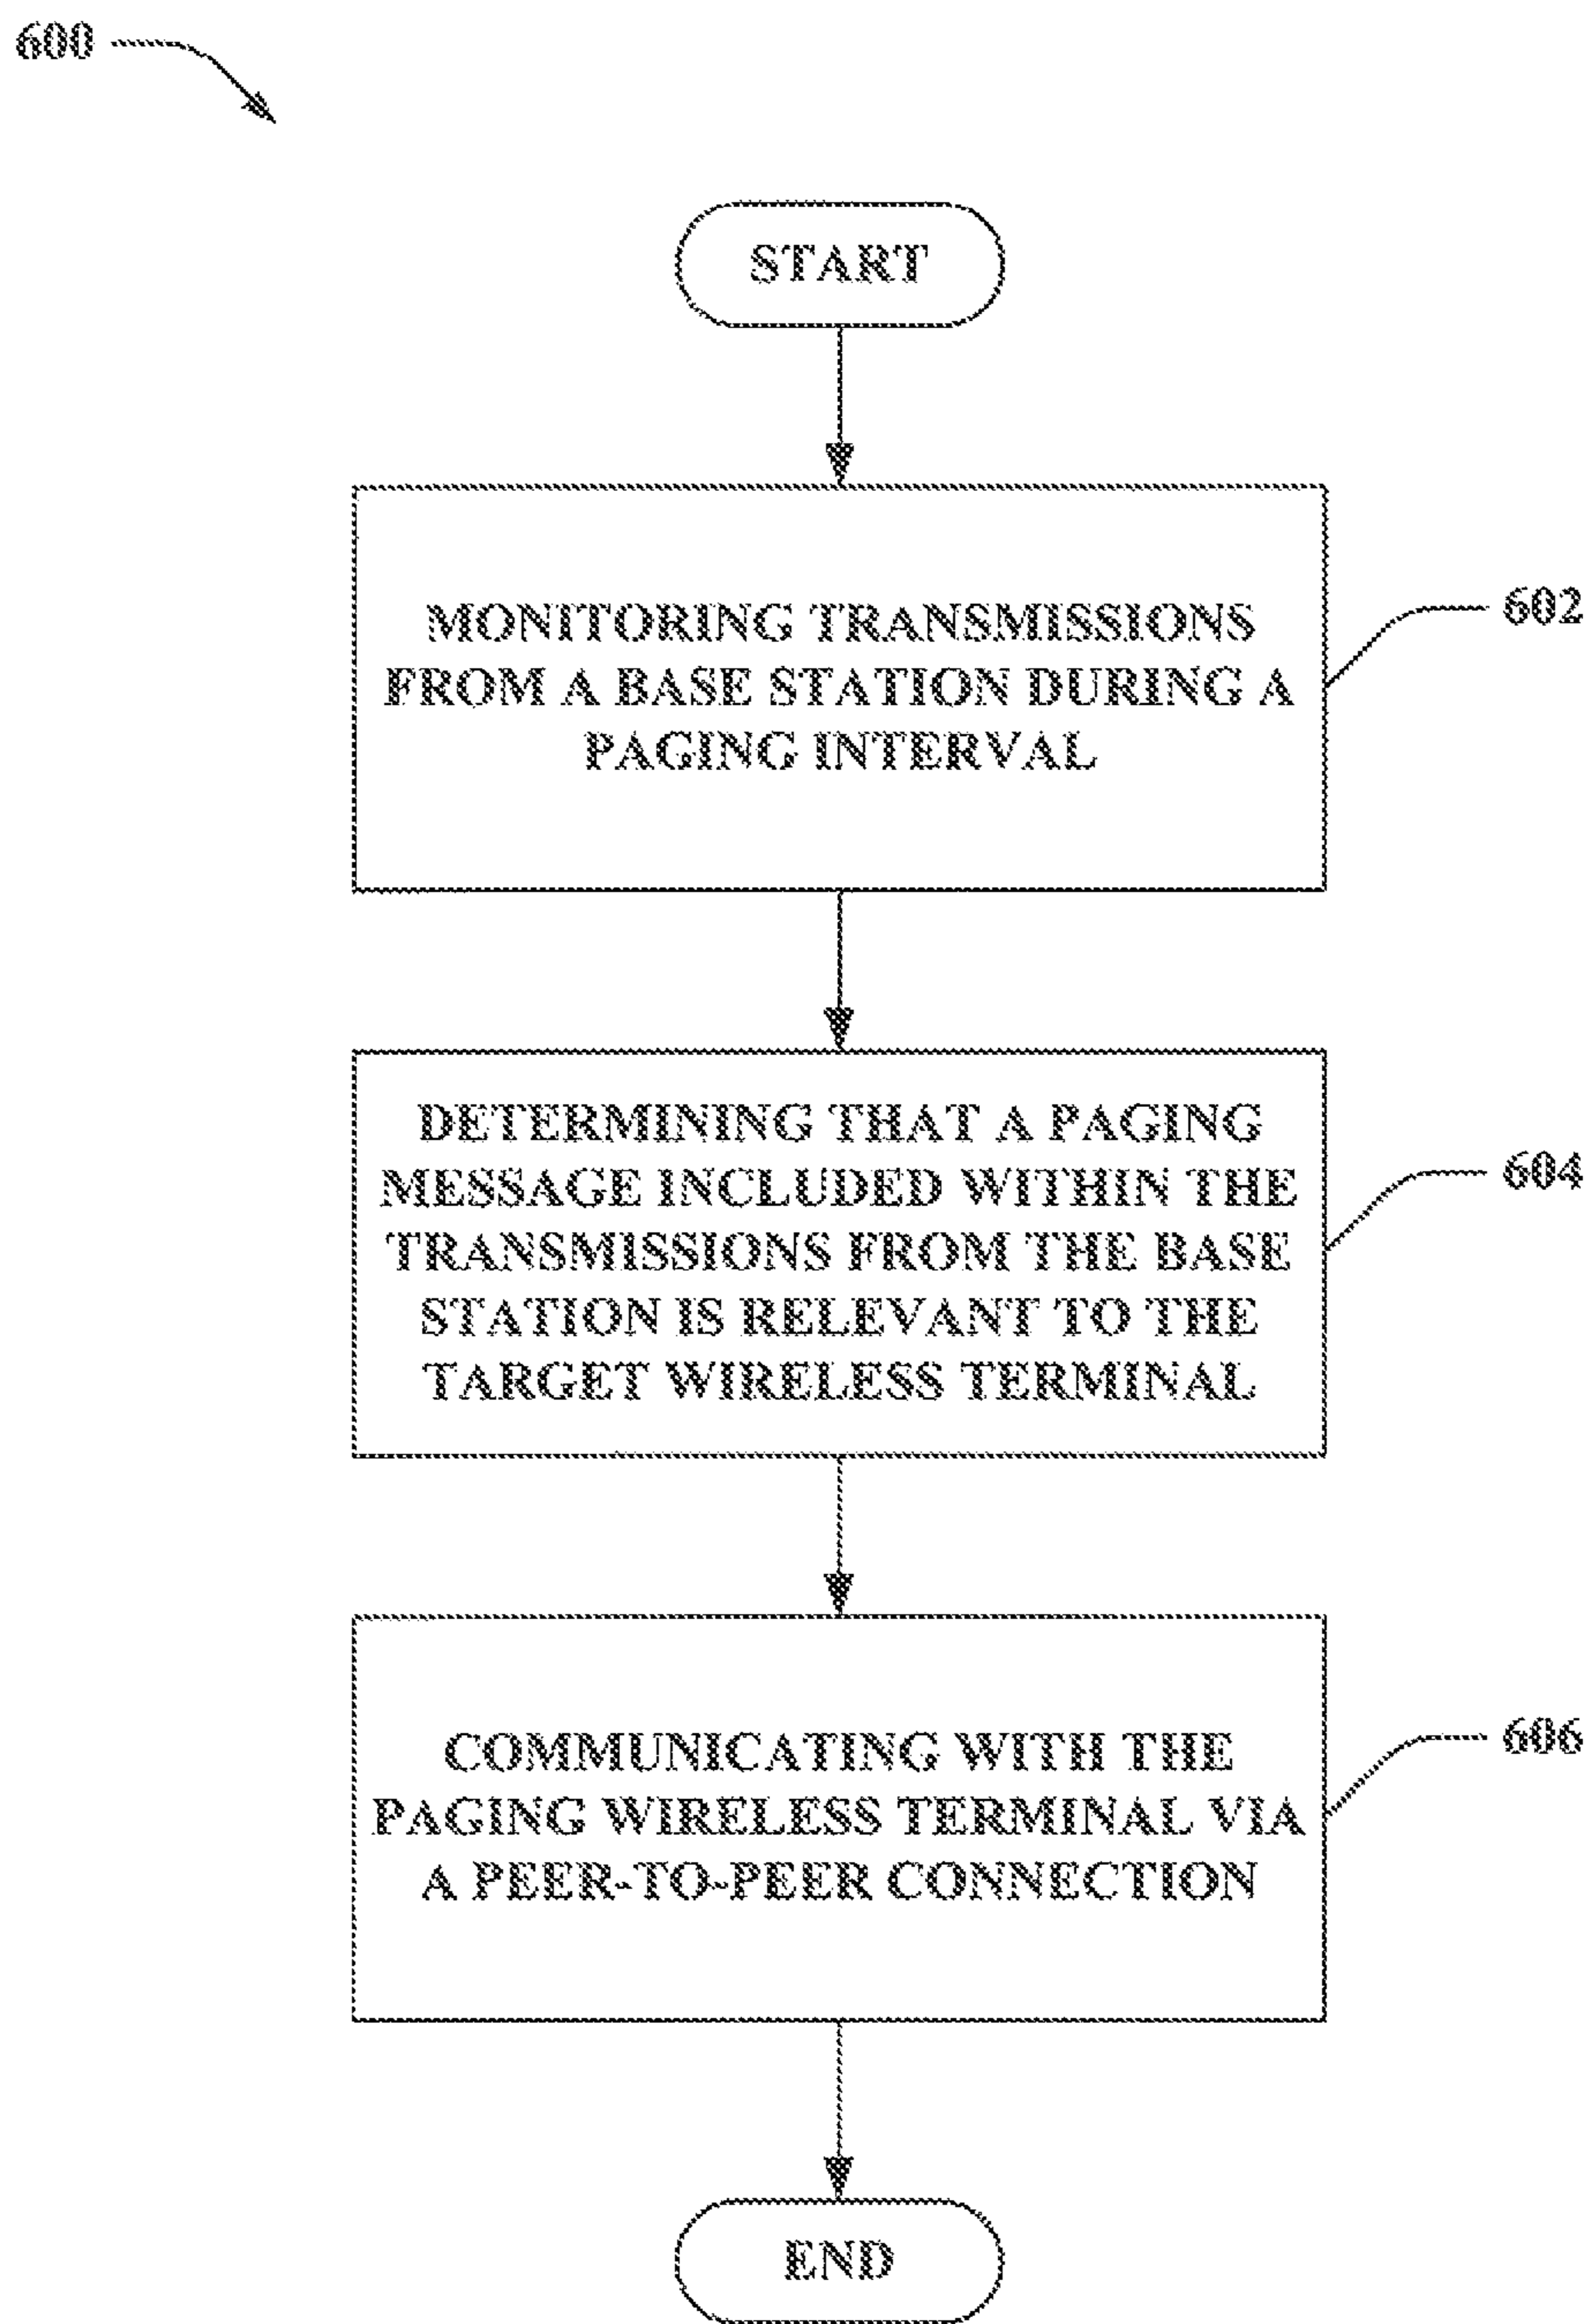 600
START
MONITORING TRANSMISSIONS
FROM A BASE STATION DURING A
PAGING INTERVAL
602
DETERMINING THAT A PAGING
MESSAGE INCLUDED WITHIN THE
TRANSMISSIONS FROM THE BASE
STATION IS RELEVANT TO THE
TARGET WIRELESS TERMINAL
604
COMMUNICATING WITH THE
PAGING WIRELESS TERMINAL VIA
A PEER-TO-PEER CONNECTION
606
END